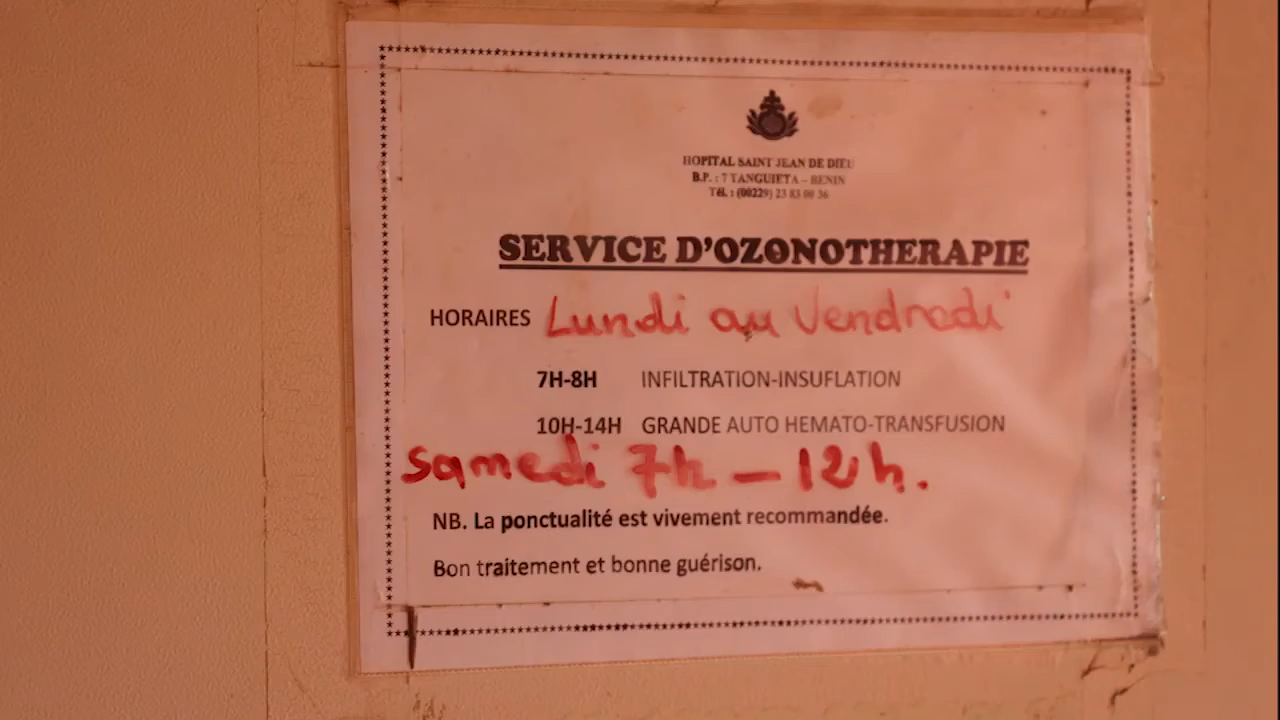 HOPITAL SAINT JEAN DE DIEU
B.P. : 7 TANGUIETA – BENIN
Tél. : (00229) 23 83 00 36
SERVICE D'OZONOTHERAPIE
HORAIRES Lundi au Vendredi
7H-8H INFILTRATION-INSUFLATION
10H-14H GRANDE AUTO HEMATO-TRANSFUSION
Samedi 7h – 12h.
NB. La ponctualité est vivement recommandée.
Bon traitement et bonne guérison.